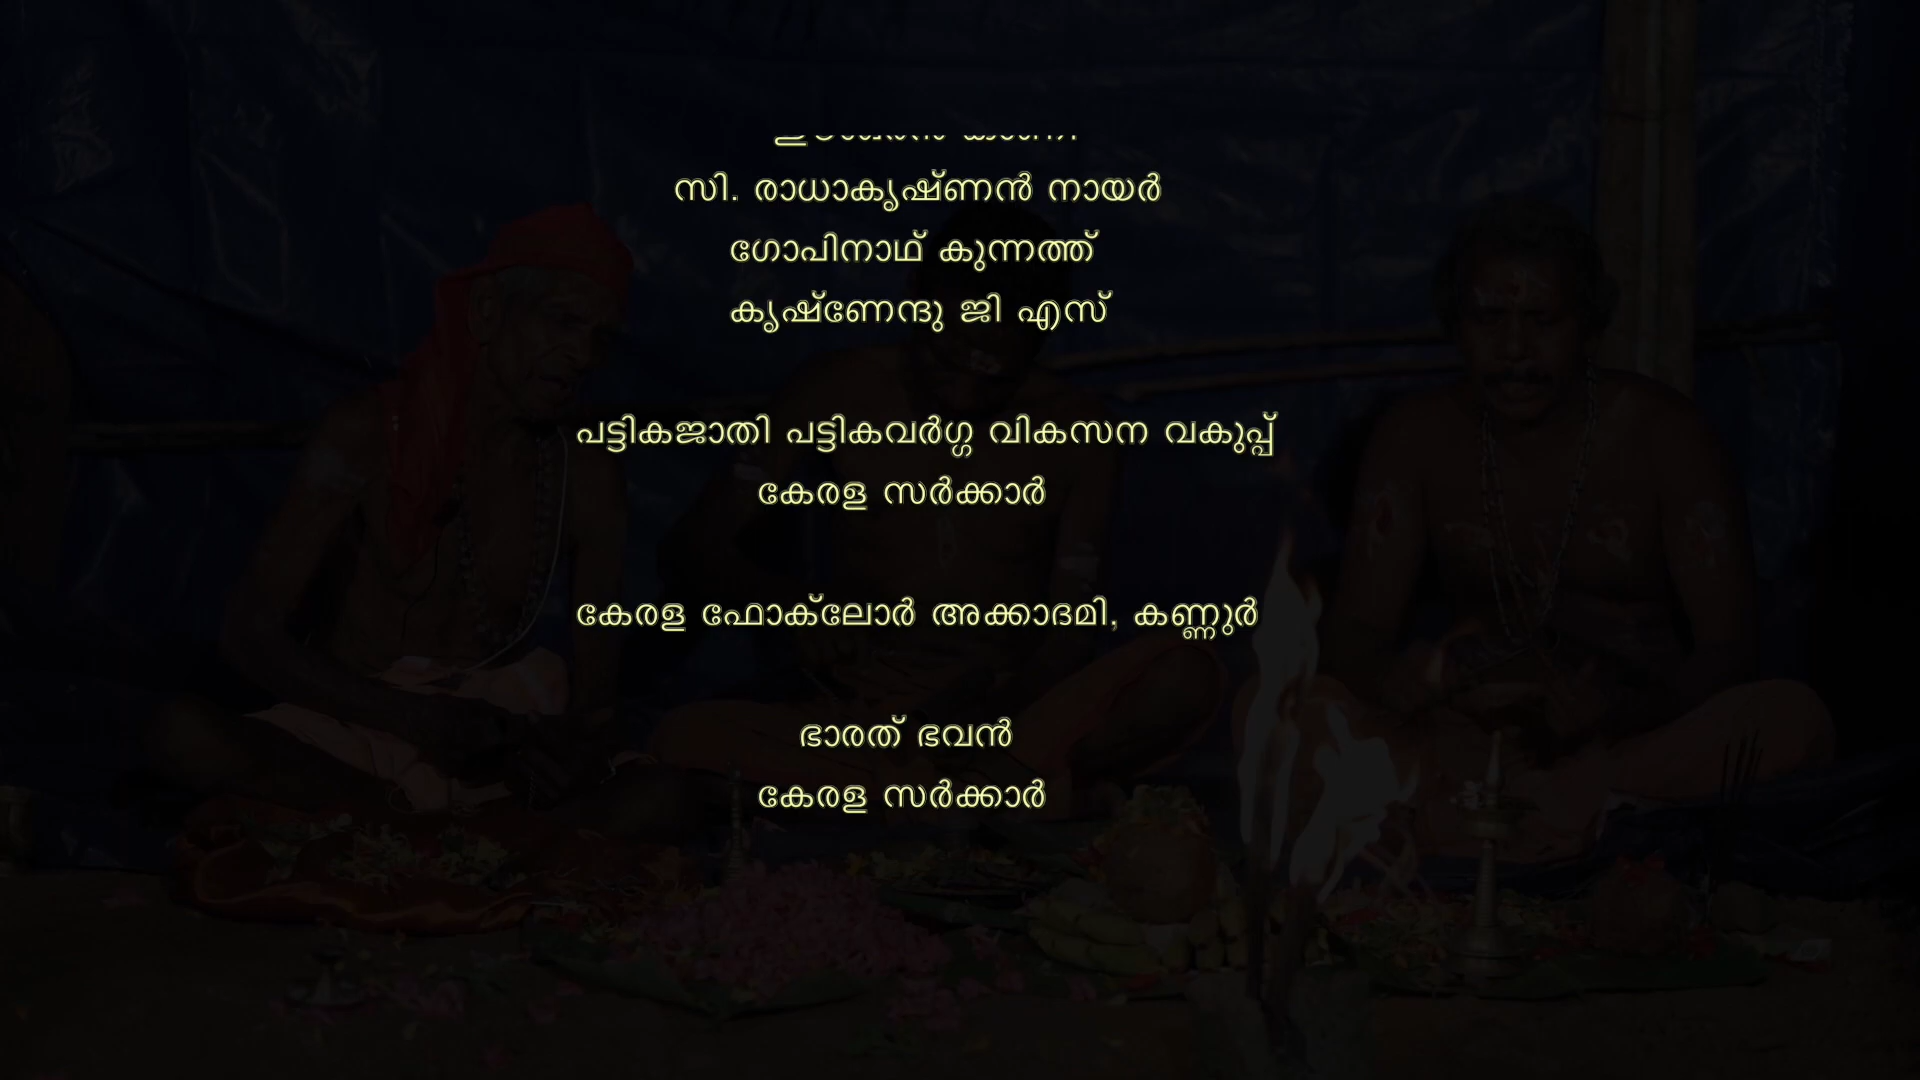 സി. രാധാകൃഷ്ണൻ നായർ
ഗോപിനാഥ് കുന്നത്ത്
കൃഷ്ണേന്ദു ജി എസ്
പട്ടികജാതി പട്ടികവർഗ്ഗ വികസന വകുപ്പ്
കേരള സർക്കാർ
കേരള ഫോക്‌ലോർ അക്കാദമി, കണ്ണുർ
ഭാരത് ഭവൻ
കേരള സർക്കാർ